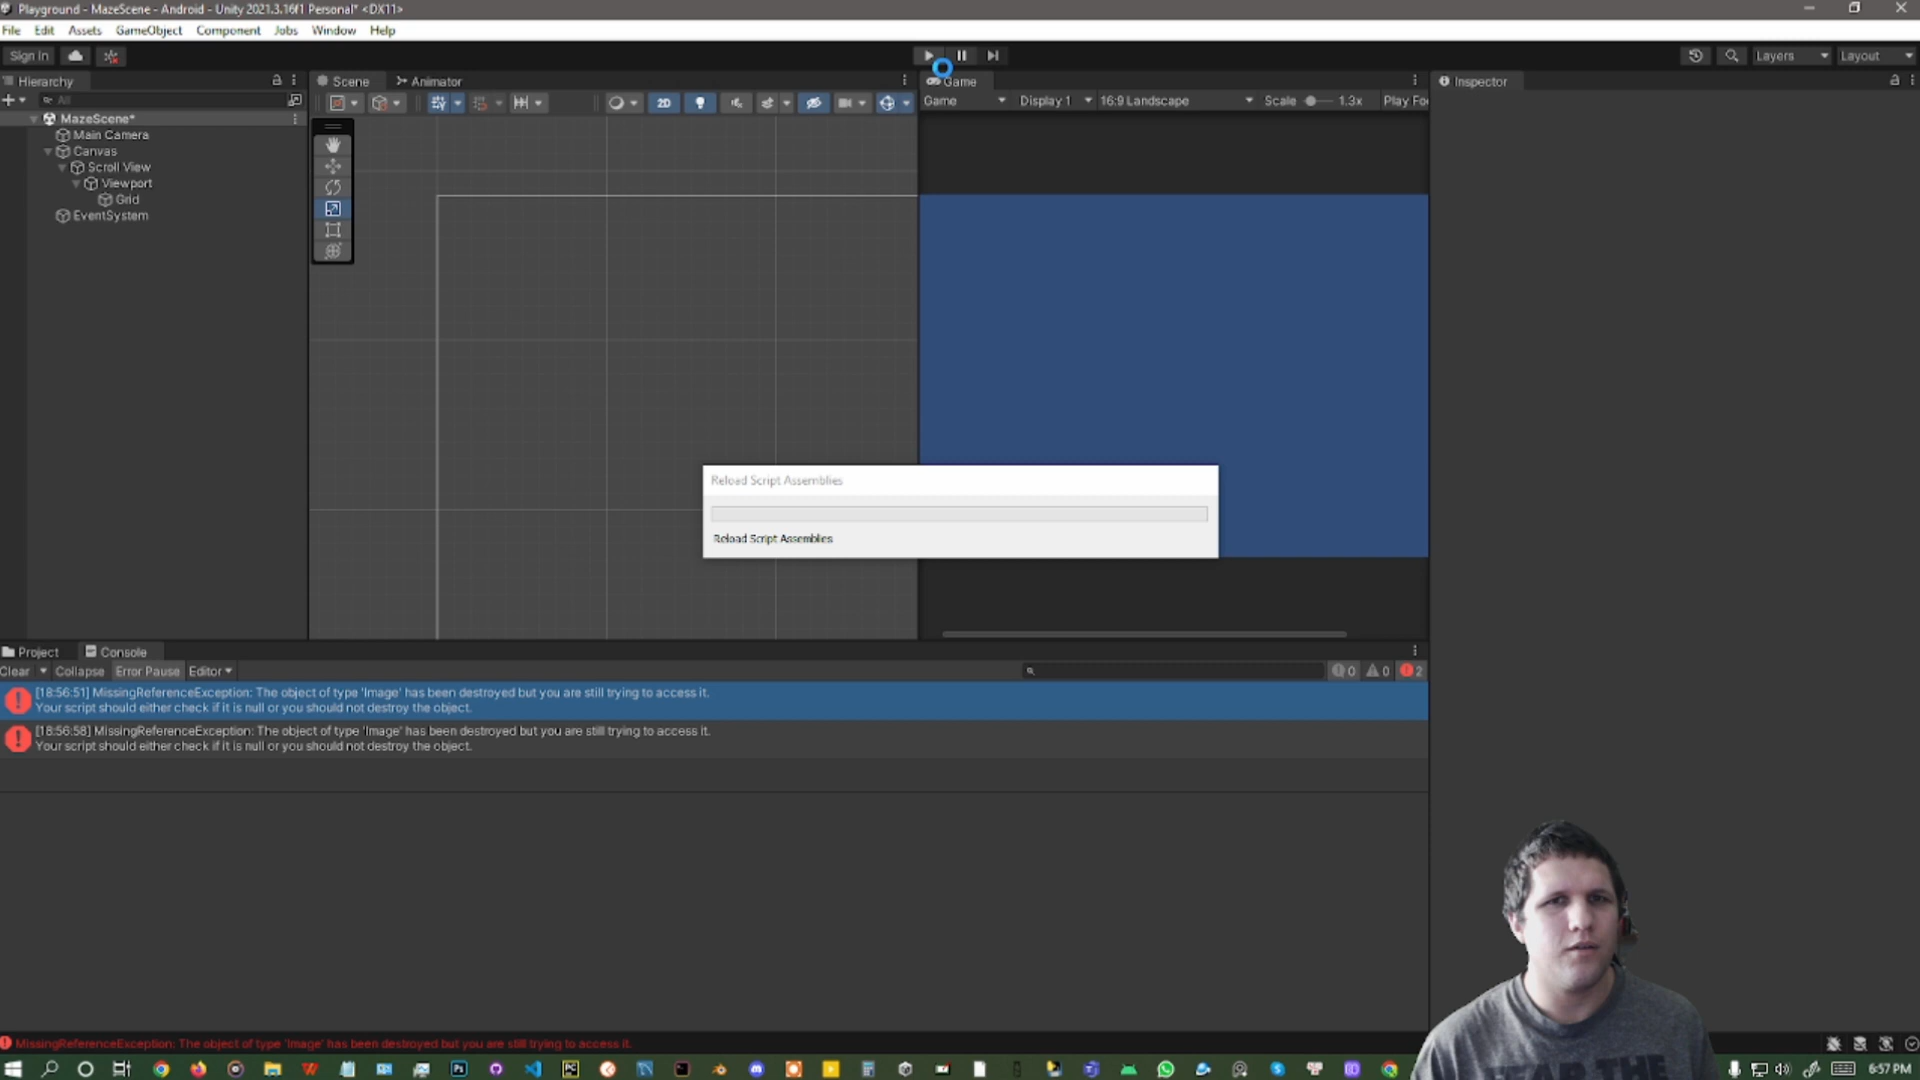 Playground - MazeScene - Android - Unity 2021.3.16f1 Personal* <DX11>
File Edit Assets GameObject Component Jobs Window Help
Sign in
Layers
Layout
Hierarchy
Scene
Animator
Game
Inspector
All
2D
Game
Display 1
16:9 Landscape
Scale
1.3x
Play Fo
MazeScene*
Main Camera
Canvas
Scroll View
Viewport
Grid
EventSystem
Reload Script Assemblies
Reload Script Assemblies
Project
Console
Clear
Collapse
Error Pause
Editor
0
0
2
[18:56:51] MissingReferenceException: The object of type 'Image' has been destroyed but you are still trying to access it.
Your script should either check if it is null or you should not destroy the object.
[18:56:58] MissingReferenceException: The object of type 'Image' has been destroyed but you are still trying to access it.
Your script should either check if it is null or you should not destroy the object.
MissingReferenceException: The object of type 'Image' has been destroyed but you are still trying to access it.
6:57 PM